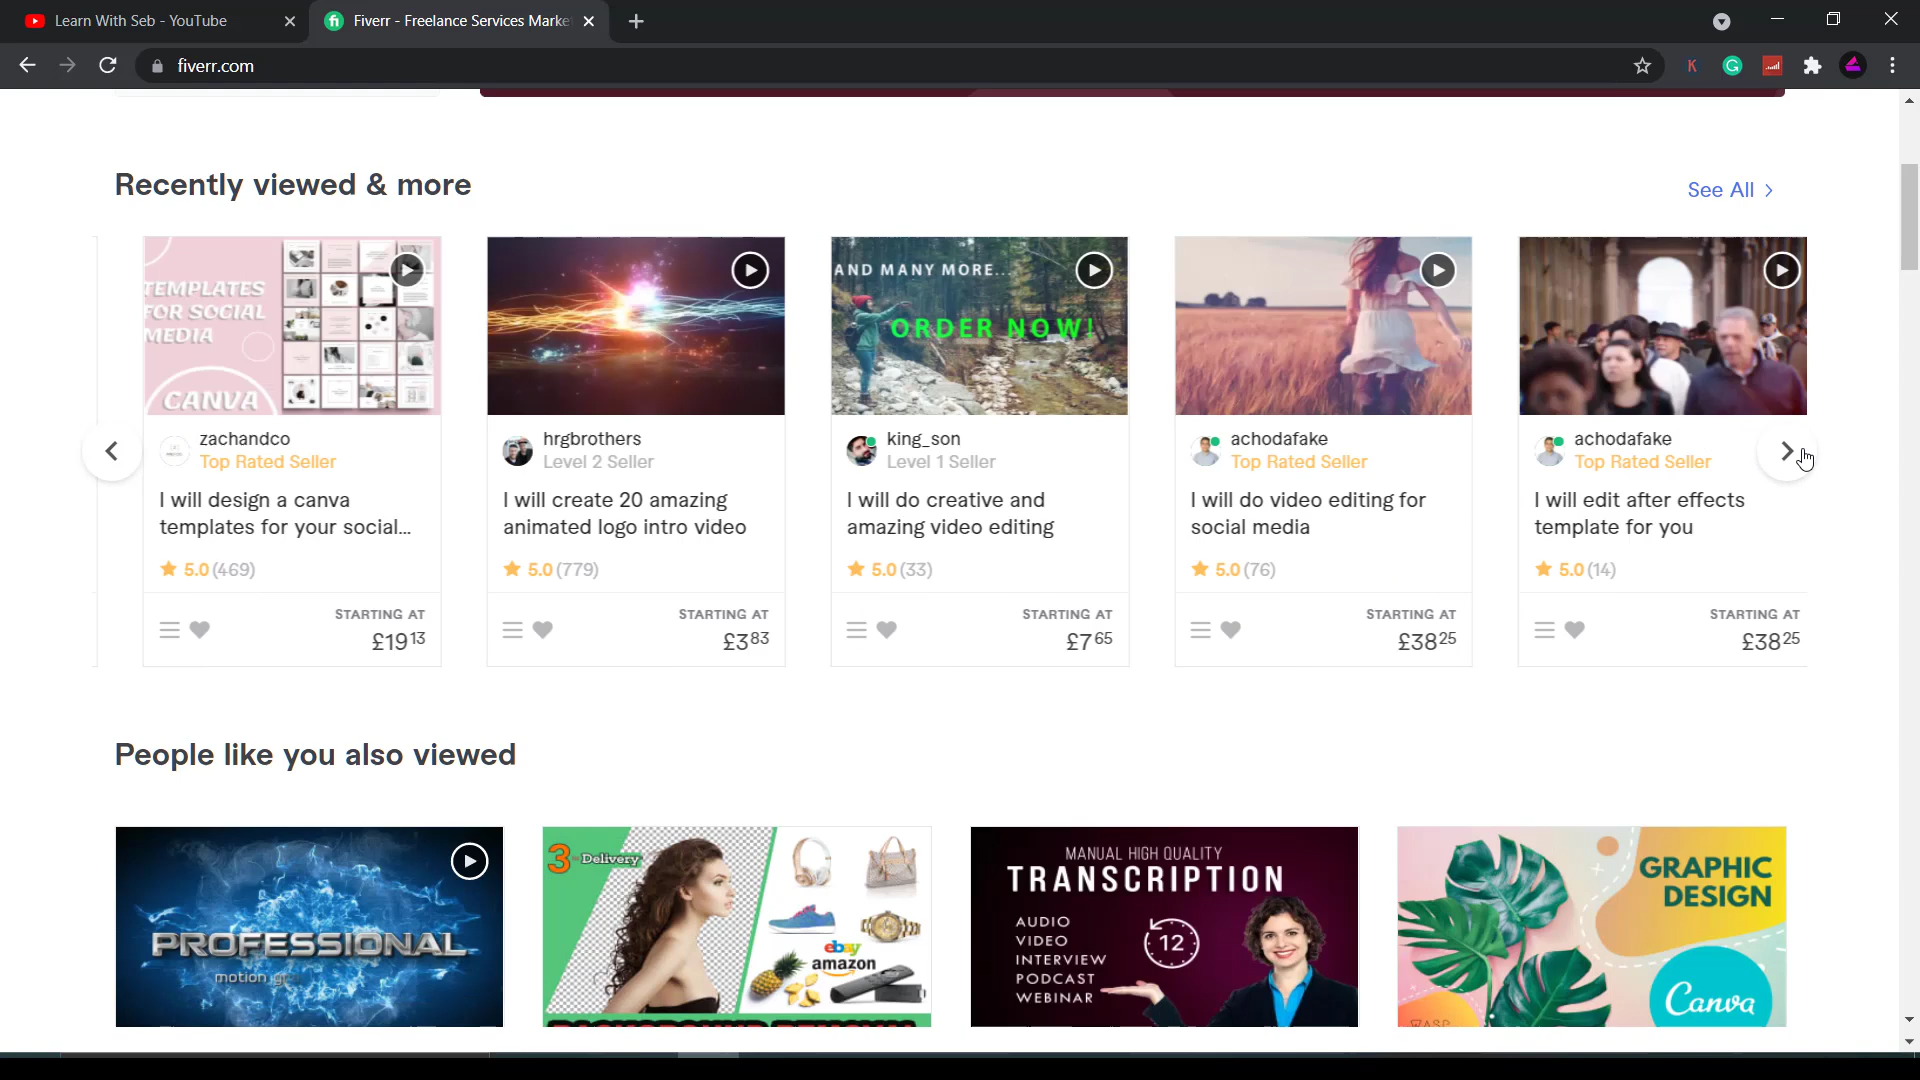 Learn With Seb - YouTube
Fiverr - Freelance Services Marke
fiverr.com
Recently viewed & more
See All
TEMPLATES
FOR SOCIAL
MEDIA
CANVA
AND MANY MORE...
ORDER NOW!
zachandco
Top Rated Seller
hrgbrothers
Level 2 Seller
king_son
Level 1 Seller
achodafake
Top Rated Seller
achodafake
Top Rated Seller
I will design a canva
templates for your social...
I will create 20 amazing
animated logo intro video
I will do creative and
amazing video editing
I will do video editing for
social media
I will edit after effects
template for you
5.0 (469)
5.0 (779)
5.0 (33)
5.0 (76)
5.0 (14)
STARTING AT
£19 13
STARTING AT
£3 83
STARTING AT
£7 65
STARTING AT
£38 25
STARTING AT
£38 25
People like you also viewed
PROFESSIONAL
motion
3 Delivery
ebay
amazon
BACKGROUND REMOVAL
MANUAL HIGH QUALITY
TRANSCRIPTION
AUDIO
VIDEO
INTERVIEW
PODCAST
WEBINAR
12
GRAPHIC
DESIGN
Canva